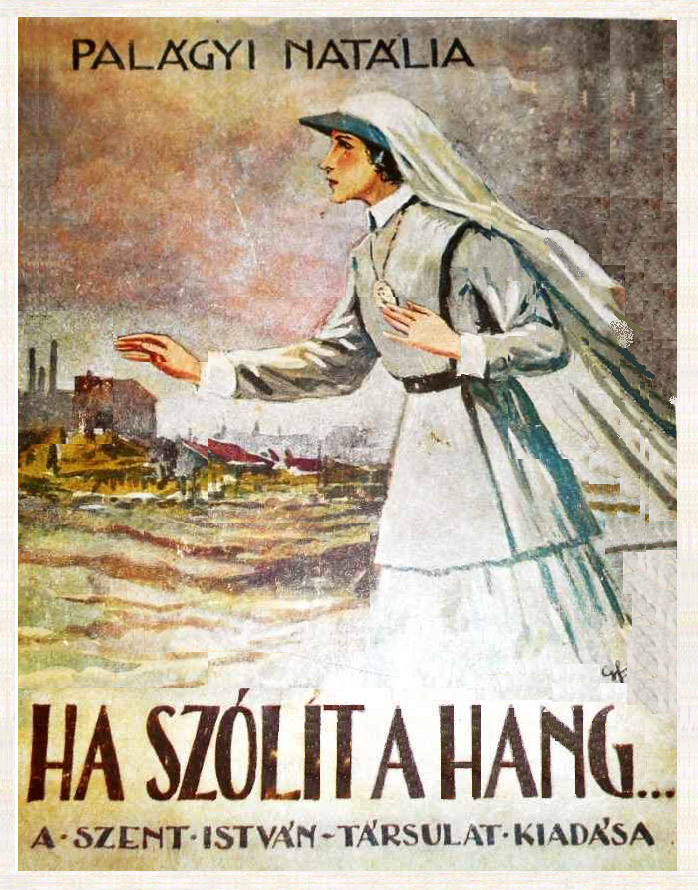 PALÁGYI NATÁLIA
HA SZÓLÍT A HANG...
A·SZENT·ISTVÁN-TÁRSULAT·KIADÁSA